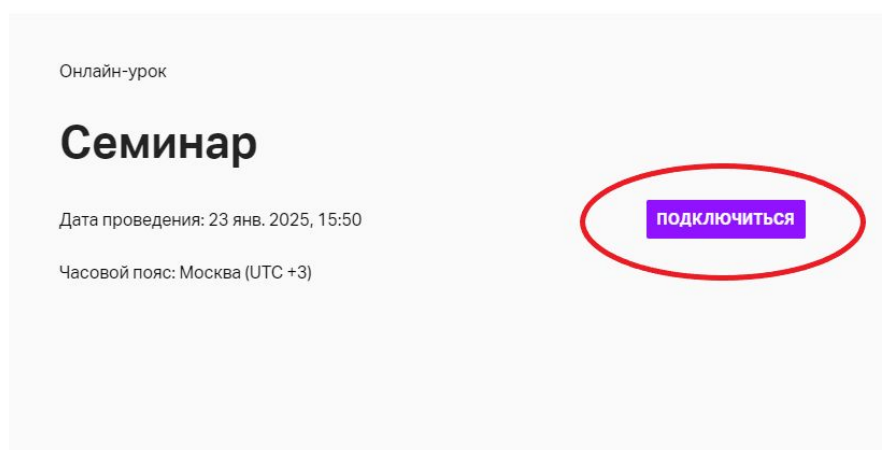 Онлайн-урок
Семинар
Дата проведения: 23 янв. 2025, 15:50
ПОДКЛЮЧИТЬСЯ
Часовой пояс: Москва (UTC +3)